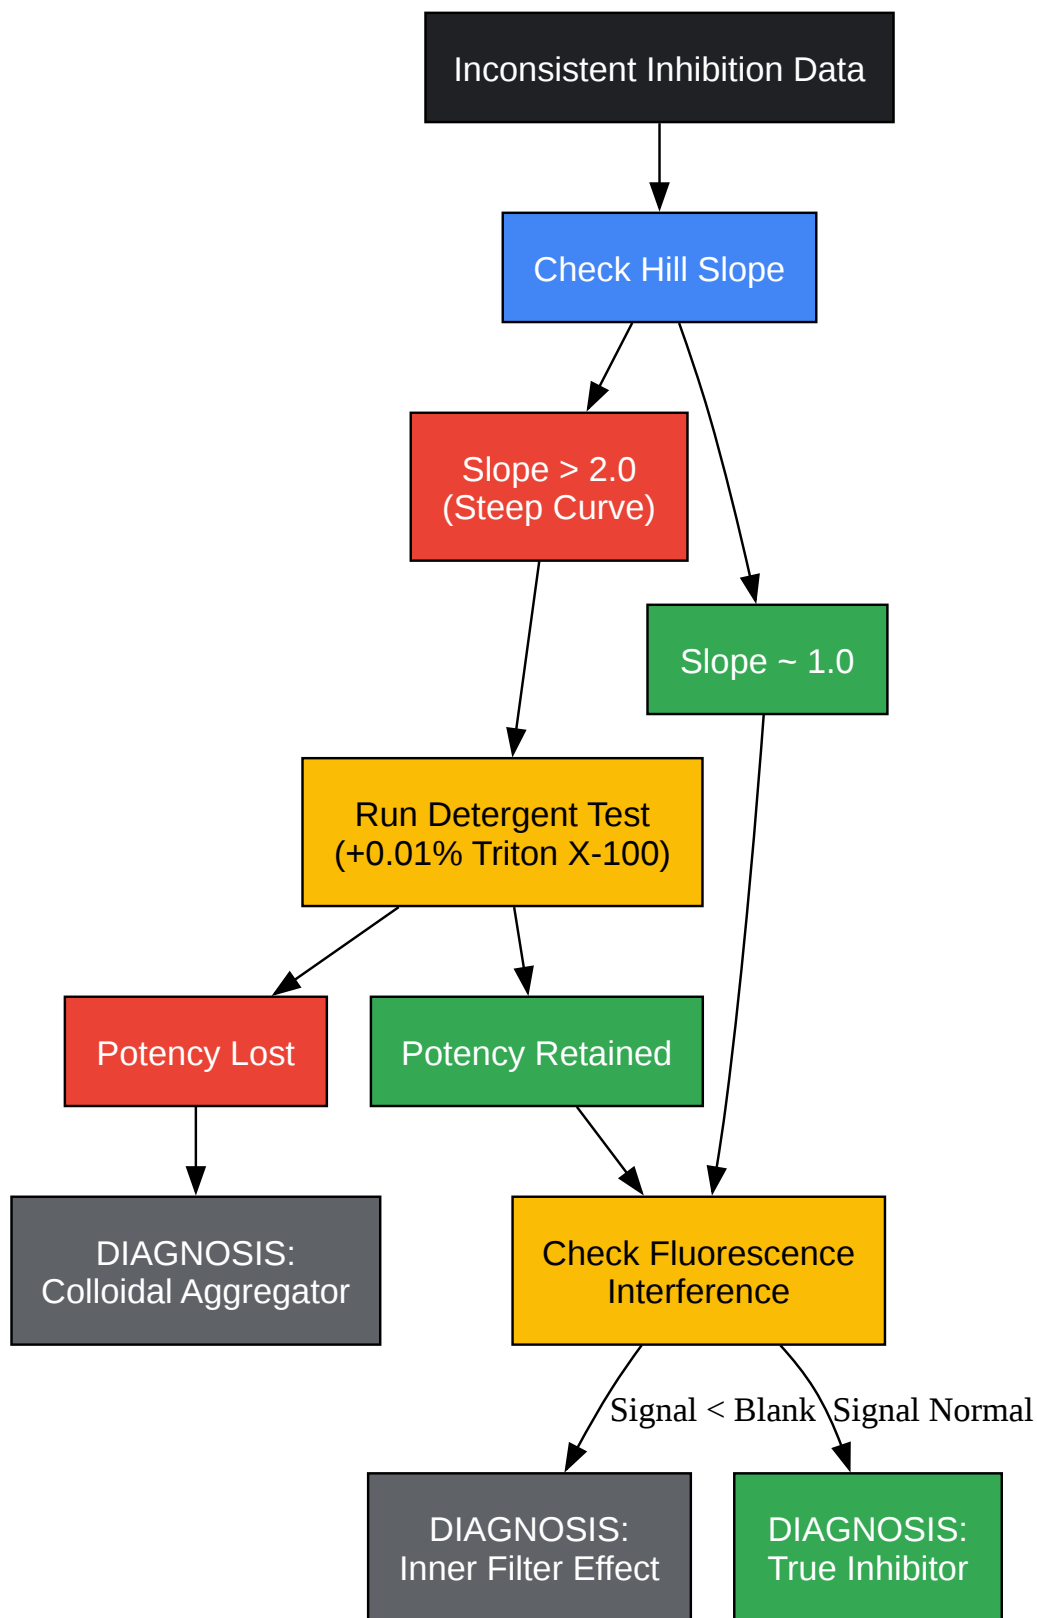 Inconsistent Inhibition Data
Check Hill Slope
Slope > 2.0
(Steep Curve)
Slope ~ 1.0
Run Detergent Test
(+0.01% Triton X-100)
Potency Lost
Potency Retained
DIAGNOSIS:
Colloidal Aggregator
Check Fluorescence
Interference
Signal < Blank
Signal Normal
DIAGNOSIS:
Inner Filter Effect
DIAGNOSIS:
True Inhibitor